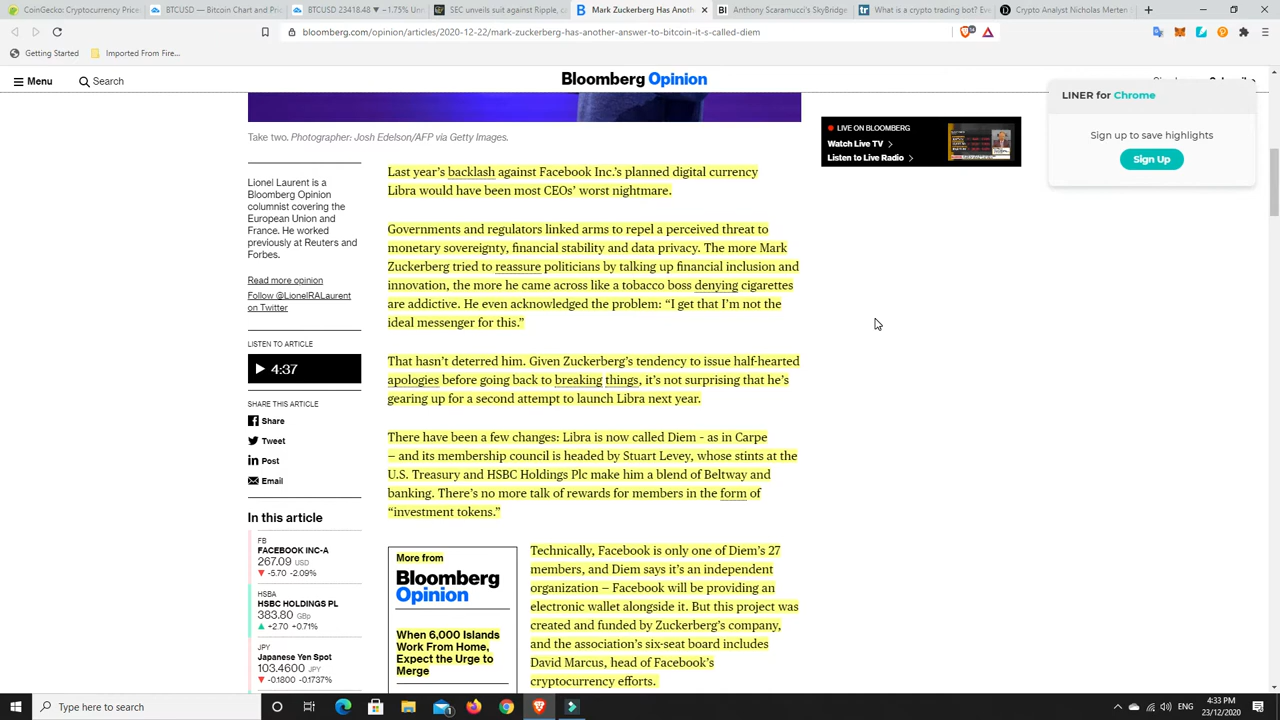 CoinGecko: Cryptocurrency Price
BTCUSD — Bitcoin Chart and Pr
BTCUSD 23418.48 ▼ −1.75% Unn
SEC unveils suit against Ripple, c
Mark Zuckerberg Has Anoth
Anthony Scaramucci's SkyBridge
What is a crypto trading bot? Eve
Crypto Analyst Nicholas Merten
bloomberg.com/opinion/articles/2020-12-22/mark-zuckerberg-has-another-answer-to-bitcoin-it-s-called-diem
Getting Started
Imported From Fire...
Menu
Search
Bloomberg Opinion
LINER for Chrome
Sign up to save highlights
Sign Up
Take two. Photographer: Josh Edelson/AFP via Getty Images.
LIVE ON BLOOMBERG
Watch Live TV
Listen to Live Radio
Lionel Laurent is a
Bloomberg Opinion
columnist covering the
European Union and
France. He worked
previously at Reuters and
Forbes.
Read more opinion
Follow @LionelRALaurent
on Twitter
LISTEN TO ARTICLE
4:37
SHARE THIS ARTICLE
Share
Tweet
Post
Email
In this article
FB
FACEBOOK INC-A
267.09 USD
▼ -5.70 -2.09%
HSBA
HSBC HOLDINGS PL
383.80 GBp
▲ +2.70 +0.71%
JPY
Japanese Yen Spot
103.4600 JPY
▼ -0.1800 -0.1737%
Last year's backlash against Facebook Inc.'s planned digital currency
Libra would have been most CEOs' worst nightmare.
Governments and regulators linked arms to repel a perceived threat to
monetary sovereignty, financial stability and data privacy. The more Mark
Zuckerberg tried to reassure politicians by talking up financial inclusion and
innovation, the more he came across like a tobacco boss denying cigarettes
are addictive. He even acknowledged the problem: “I get that I'm not the
ideal messenger for this.”
That hasn't deterred him. Given Zuckerberg's tendency to issue half-hearted
apologies before going back to breaking things, it's not surprising that he's
gearing up for a second attempt to launch Libra next year.
There have been a few changes: Libra is now called Diem - as in Carpe
— and its membership council is headed by Stuart Levey, whose stints at the
U.S. Treasury and HSBC Holdings Plc make him a blend of Beltway and
banking. There's no more talk of rewards for members in the form of
“investment tokens.”
More from
Bloomberg
Opinion
When 6,000 Islands
Work From Home,
Expect the Urge to
Merge
Technically, Facebook is only one of Diem's 27
members, and Diem says it's an independent
organization — Facebook will be providing an
electronic wallet alongside it. But this project was
created and funded by Zuckerberg's company,
and the association's six-seat board includes
David Marcus, head of Facebook's
cryptocurrency efforts.
Type here to search
ENG
4:33 PM
23/12/2020